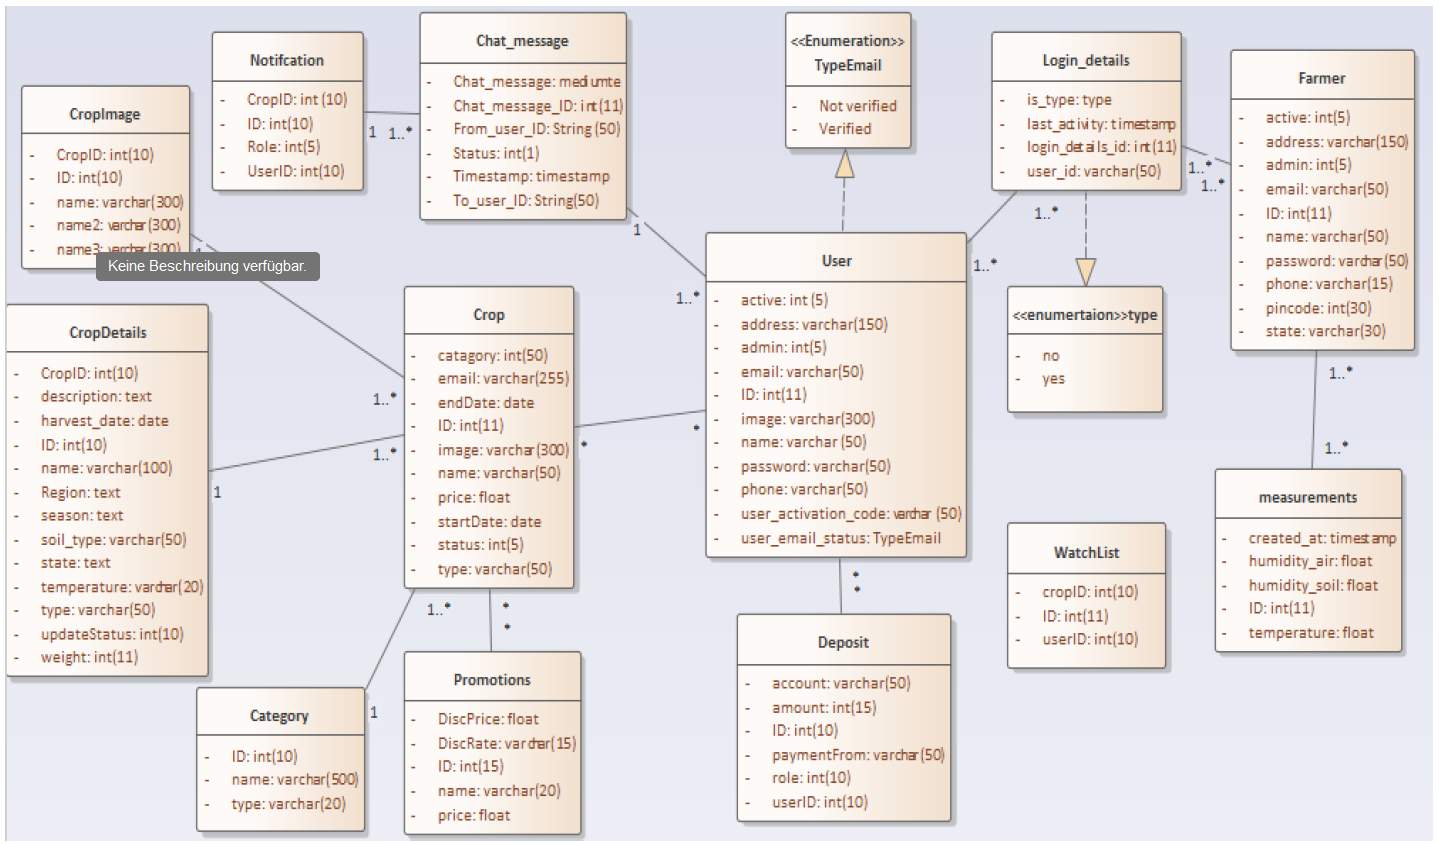 CropImage
- CropID: int(10)
- ID: int(10)
- name: varchar(300)
- name2: varchar(300)
- name3: varchar(300)
Keine Beschreibung verfügbar.
Notifcation
- CropID: int (10)
- ID: int(10)
- Role: int(5)
- UserID: int(10)
1
1..*
Chat_message
- Chat_message: mediumte
- Chat_message_ID: int(11)
- From_user_ID: String (50)
- Status: int(1)
- Timestamp: timestamp
- To_user_ID: String(50)
1
1..*
<<Enumeration>>
TypeEmail
- Not verified
- Verified
Login_details
- is_type: type
- last_activity: timestamp
- login_details_id: int(11)
- user_id: varchar(50)
1..*
1..*
1..*
1..*
Farmer
- active: int(5)
- address: varchar(150)
- admin: int(5)
- email: varchar(50)
- ID: int(11)
- name: varchar(50)
- password: varchar(50)
- phone: varchar(15)
- pincode: int(30)
- state: varchar(30)
1..*
1..*
CropDetails
- CropID: int(10)
- description: text
- harvest_date: date
- ID: int(10)
- name: varchar(100)
- Region: text
- season: text
- soil_type: varchar(50)
- state: text
- temperature: varchar(20)
- type: varchar(50)
- updateStatus: int(10)
- weight: int(11)
1
1..*
1..*
Crop
- catagory: int(50)
- email: varchar(255)
- endDate: date
- ID: int(11)
- image: varchar(300)
- name: varchar(50)
- price: float
- startDate: date
- status: int(5)
- type: varchar(50)
*
*
User
- active: int (5)
- address: varchar(150)
- admin: int(5)
- email: varchar(50)
- ID: int(11)
- image: varchar(300)
- name: varchar (50)
- password: varchar(50)
- phone: varchar(50)
- user_activation_code: varchar (50)
- user_email_status: TypeEmail
<<enumertaion>>type
- no
- yes
WatchList
- cropID: int(10)
- ID: int(11)
- userID: int(10)
measurements
- created_at: timestamp
- humidity_air: float
- humidity_soil: float
- ID: int(11)
- temperature: float
1..*
1
*
*
*
*
Category
- ID: int(10)
- name: varchar(500)
- type: varchar(20)
Promotions
- DiscPrice: float
- DiscRate: varchar(15)
- ID: int(15)
- name: varchar(20)
- price: float
Deposit
- account: varchar(50)
- amount: int(15)
- ID: int(10)
- paymentFrom: varchar(50)
- role: int(10)
- userID: int(10)